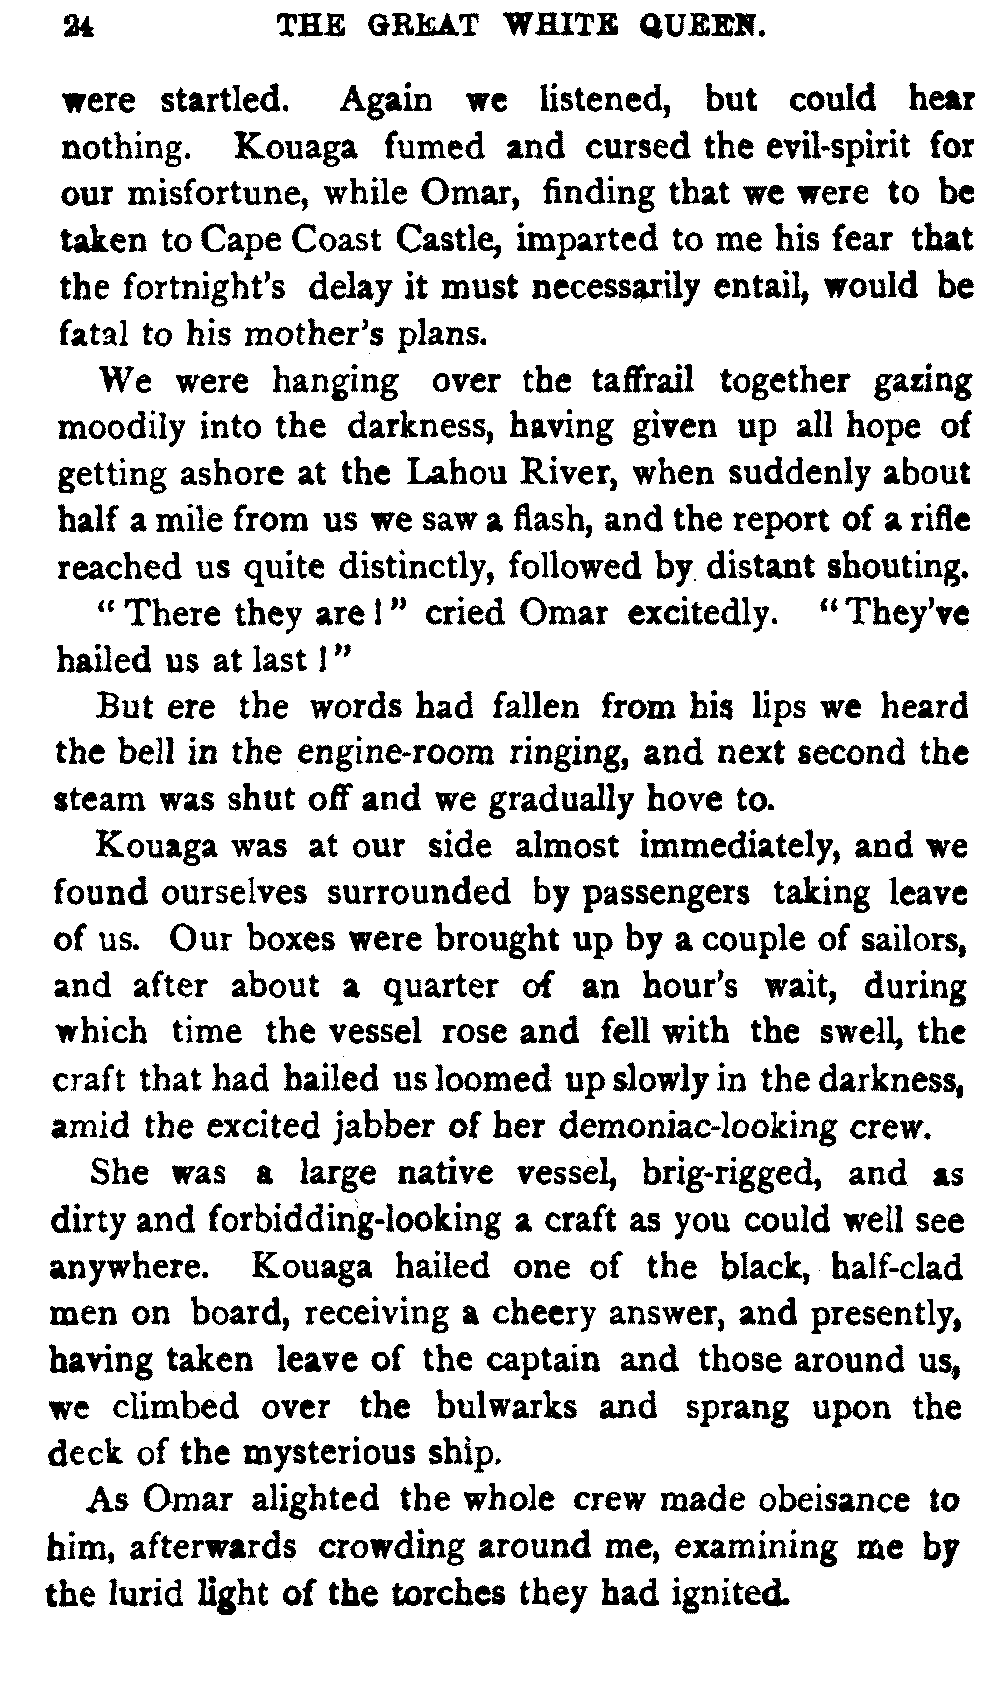 24 THE GREAT WHITE QUEEN.
were startled. Again we listened, but could hear
nothing. Kouaga fumed and cursed the evil-spirit for
our misfortune, while Omar, finding that we were to be
taken to Cape Coast Castle, imparted to me his fear that
the fortnight's delay it must necessarily entail, would be
fatal to his mother's plans.
We were hanging over the taffrail together gazing
moodily into the darkness, having given up all hope of
getting ashore at the Lahou River, when suddenly about
half a mile from us we saw a flash, and the report of a rifle
reached us quite distinctly, followed by distant shouting.
"There they are!" cried Omar excitedly. "They've
hailed us at last!"
But ere the words had fallen from his lips we heard
the bell in the engine-room ringing, and next second the
steam was shut off and we gradually hove to.
Kouaga was at our side almost immediately, and we
found ourselves surrounded by passengers taking leave
of us. Our boxes were brought up by a couple of sailors,
and after about a quarter of an hour's wait, during
which time the vessel rose and fell with the swell, the
craft that had hailed us loomed up slowly in the darkness,
amid the excited jabber of her demoniac-looking crew.
She was a large native vessel, brig-rigged, and as
dirty and forbidding-looking a craft as you could well see
anywhere. Kouaga hailed one of the black, half-clad
men on board, receiving a cheery answer, and presently,
having taken leave of the captain and those around us,
we climbed over the bulwarks and sprang upon the
deck of the mysterious ship.
As Omar alighted the whole crew made obeisance to
him, afterwards crowding around me, examining me by
the lurid light of the torches they had ignited.